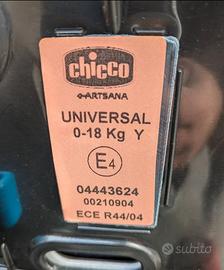 chicco
ARTSANA
UNIVERSAL
0-18 Kg Y
E4
04443624
00210904
ECE R44/04
subito